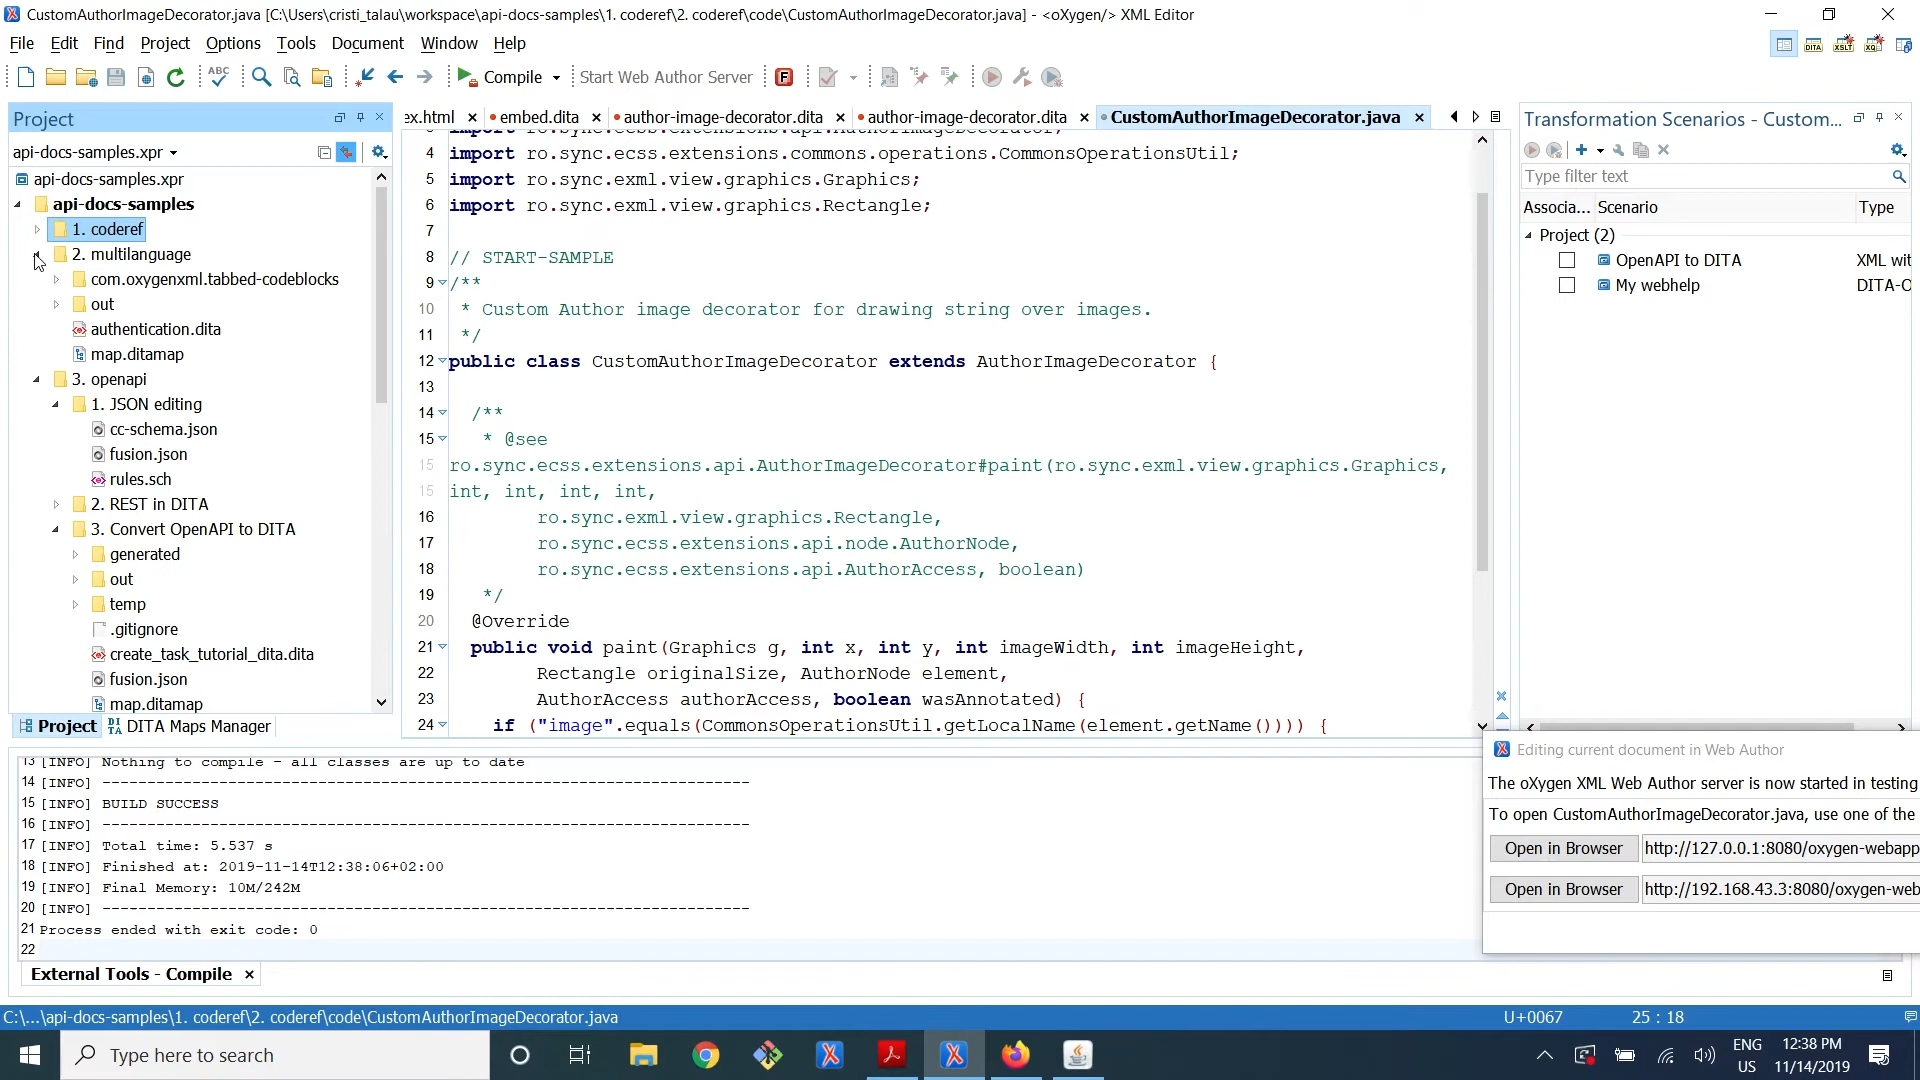 CustomAuthorImageDecorator.java [C:\Users\cristi_talau\workspace\api-docs-samples\1. coderef\2. coderef\code\CustomAuthorImageDecorator.java] - <oXygen/> XML Editor
File Edit Find Project Options Tools Document Window Help
ABC Compile Start Web Author Server F
DITA XSLT XQ
Project
api-docs-samples.xpr
api-docs-samples.xpr
api-docs-samples
1. coderef
2. multilanguage
com.oxygenxml.tabbed-codeblocks
out
authentication.dita
map.ditamap
3. openapi
1. JSON editing
cc-schema.json
fusion.json
rules.sch
2. REST in DITA
3. Convert OpenAPI to DITA
generated
out
temp
.gitignore
create_task_tutorial_dita.dita
fusion.json
map.ditamap
Project DITA Maps Manager
ex.html embed.dita author-image-decorator.dita author-image-decorator.dita CustomAuthorImageDecorator.java
import ro.sync.ecss.extensions.api.AuthorImageDecorator;
4 import ro.sync.ecss.extensions.commons.operations.CommonsOperationsUtil;
5 import ro.sync.exml.view.graphics.Graphics;
6 import ro.sync.exml.view.graphics.Rectangle;
7
8 // START-SAMPLE
9 /**
10 * Custom Author image decorator for drawing string over images.
11 */
12 public class CustomAuthorImageDecorator extends AuthorImageDecorator {
13
14 /**
15 * @see
15 ro.sync.ecss.extensions.api.AuthorImageDecorator#paint(ro.sync.exml.view.graphics.Graphics,
15 int, int, int, int,
16 ro.sync.exml.view.graphics.Rectangle,
17 ro.sync.ecss.extensions.api.node.AuthorNode,
18 ro.sync.ecss.extensions.api.AuthorAccess, boolean)
19 */
20 @Override
21 public void paint(Graphics g, int x, int y, int imageWidth, int imageHeight,
22 Rectangle originalSize, AuthorNode element,
23 AuthorAccess authorAccess, boolean wasAnnotated) {
24 if ("image".equals(CommonsOperationsUtil.getLocalName(element.getName()))) {
Transformation Scenarios - Custom...
Type filter text
Associa... Scenario Type
Project (2)
OpenAPI to DITA XML wit
My webhelp DITA-O
13 [INFO] Nothing to compile - all classes are up to date
14 [INFO] ------------------------------------------------------------------------
15 [INFO] BUILD SUCCESS
16 [INFO] ------------------------------------------------------------------------
17 [INFO] Total time: 5.537 s
18 [INFO] Finished at: 2019-11-14T12:38:06+02:00
19 [INFO] Final Memory: 10M/242M
20 [INFO] ------------------------------------------------------------------------
21 Process ended with exit code: 0
22
External Tools - Compile
Editing current document in Web Author
The oXygen XML Web Author server is now started in testing
To open CustomAuthorImageDecorator.java, use one of the
Open in Browser http://127.0.0.1:8080/oxygen-webapp
Open in Browser http://192.168.43.3:8080/oxygen-web
C:\...\api-docs-samples\1. coderef\2. coderef\code\CustomAuthorImageDecorator.java U+0067 25 : 18
Type here to search
ENG
US
12:38 PM
11/14/2019